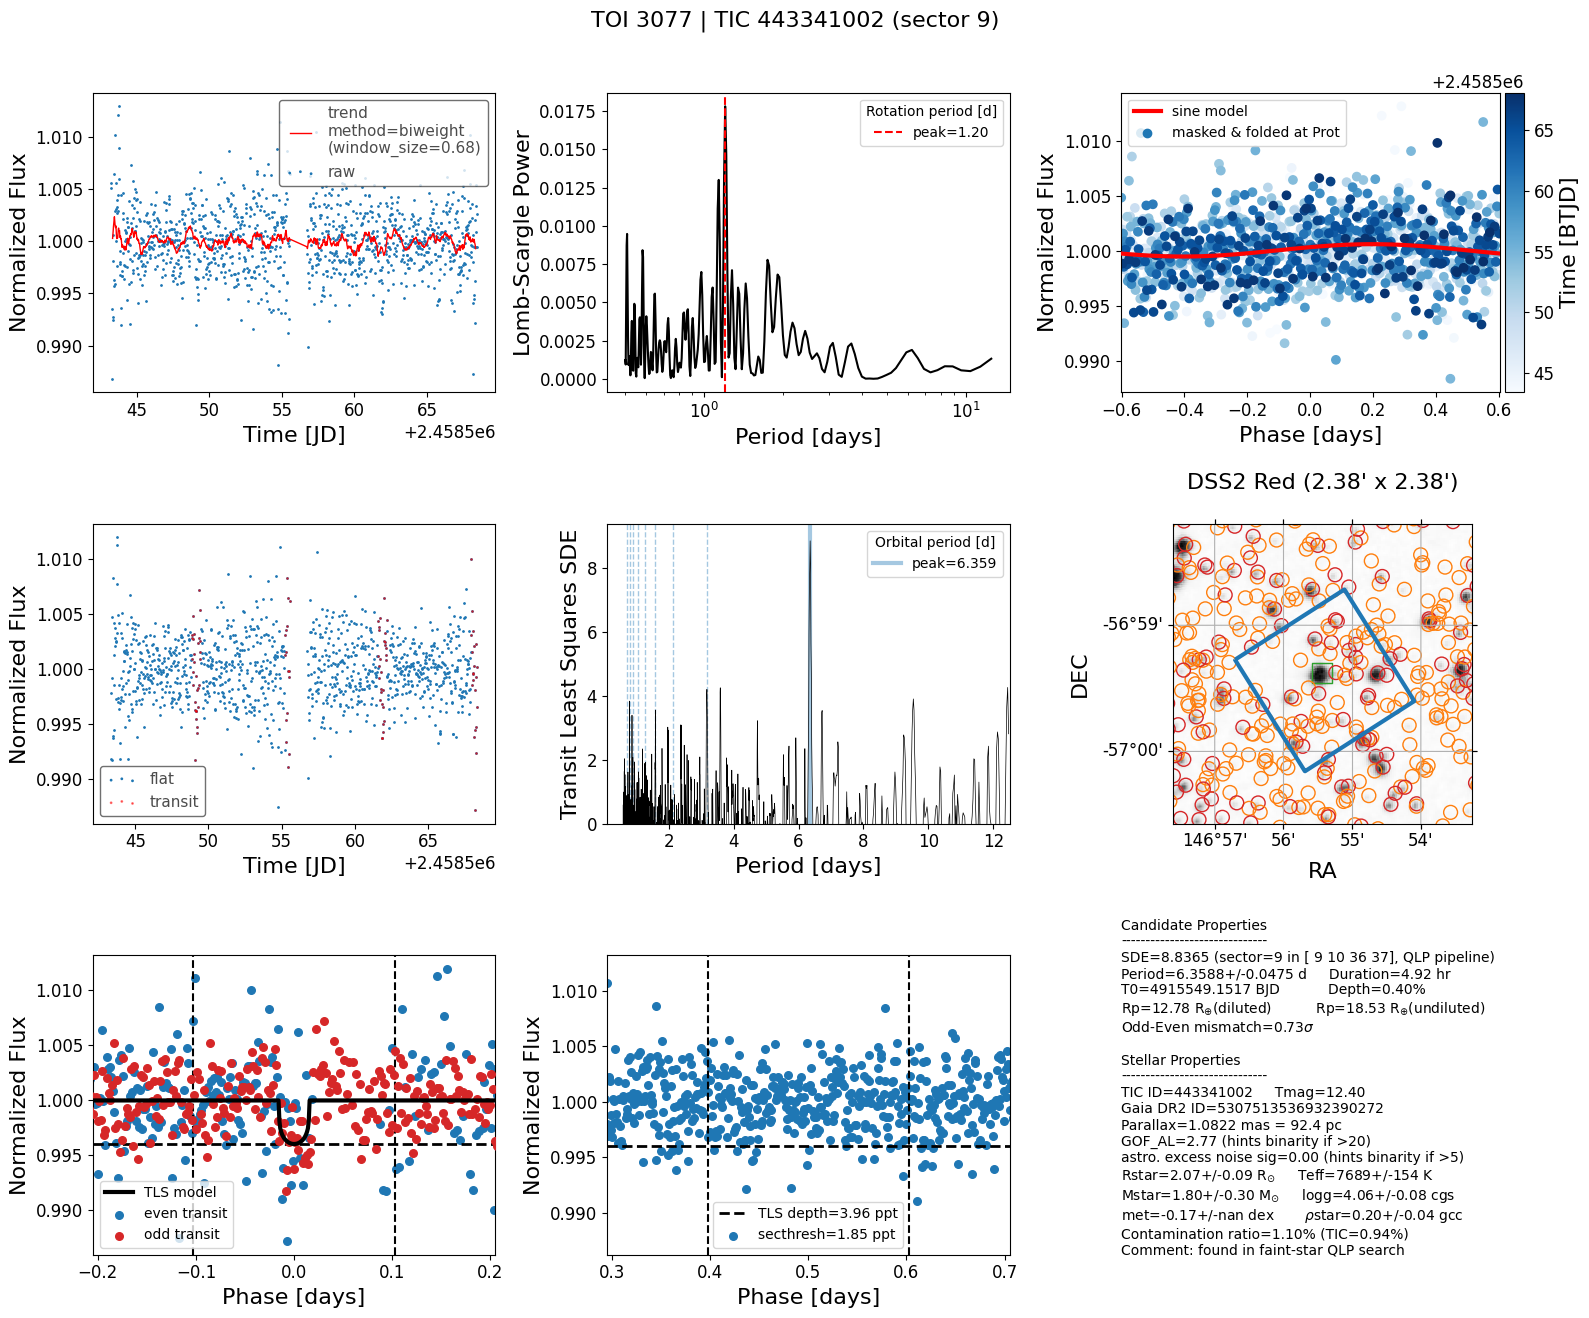 TOI 3077 | TIC 443341002 (sector 9)
trend
method=biweight
(window_size=0.68)
raw
1.010
1.005
1.000
0.995
0.990
Normalized Flux
45 50 55 60 65
Time [JD]
+2.4585e6
Rotation period [d]
peak=1.20
0.0175
0.0150
0.0125
0.0100
0.0075
0.0050
0.0025
0.0000
Lomb-Scargle Power
10^0 10^1
Period [days]
+2.4585e6
sine model
masked & folded at Prot
1.010
1.005
1.000
0.995
0.990
Normalized Flux
−0.6 −0.4 −0.2 0.0 0.2 0.4 0.6
Phase [days]
65
60
55
50
45
Time [BTJD]
1.010
1.005
1.000
0.995
0.990
Normalized Flux
flat
transit
45 50 55 60 65
Time [JD]
+2.4585e6
Orbital period [d]
peak=6.359
8
6
4
2
0
Transit Least Squares SDE
2 4 6 8 10 12
Period [days]
DSS2 Red (2.38' x 2.38')
-56°59'
-57°00'
DEC
146°57' 56' 55' 54'
RA
1.010
1.005
1.000
0.995
0.990
Normalized Flux
TLS model
even transit
odd transit
−0.2 −0.1 0.0 0.1 0.2
Phase [days]
1.010
1.005
1.000
0.995
0.990
Normalized Flux
TLS depth=3.96 ppt
secthresh=1.85 ppt
0.3 0.4 0.5 0.6 0.7
Phase [days]
Candidate Properties
------------------------------
SDE=8.8365 (sector=9 in [ 9 10 36 37], QLP pipeline)
Period=6.3588+/-0.0475 d Duration=4.92 hr
T0=4915549.1517 BJD Depth=0.40%
Rp=12.78 R⊕(diluted) Rp=18.53 R⊕(undiluted)
Odd-Even mismatch=0.73σ
Stellar Properties
------------------------------
TIC ID=443341002 Tmag=12.40
Gaia DR2 ID=5307513536932390272
Parallax=1.0822 mas = 92.4 pc
GOF_AL=2.77 (hints binarity if >20)
astro. excess noise sig=0.00 (hints binarity if >5)
Rstar=2.07+/-0.09 R⊙ Teff=7689+/-154 K
Mstar=1.80+/-0.30 M⊙ logg=4.06+/-0.08 cgs
met=-0.17+/-nan dex ρstar=0.20+/-0.04 gcc
Contamination ratio=1.10% (TIC=0.94%)
Comment: found in faint-star QLP search